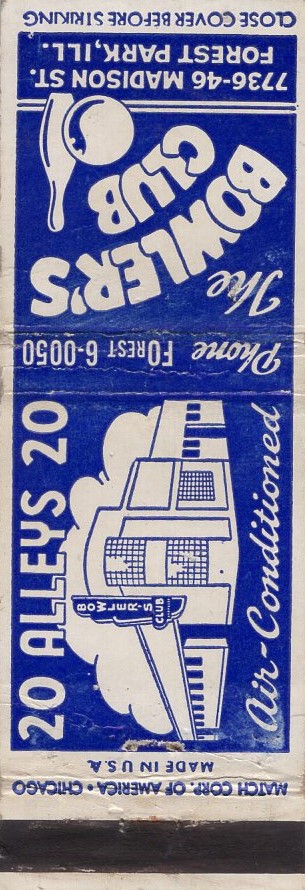 CLOSE COVER BEFORE STRIKING
7736-46 MADISON ST.
FOREST PARK, ILL.
The
BOWLER'S
CLUB
Phone FOREST 6-0050
20 ALLEYS 20
BOWLER'S
CLUB
Air-Conditioned
MADE IN U.S.A.
MATCH CORP. OF AMERICA • CHICAGO